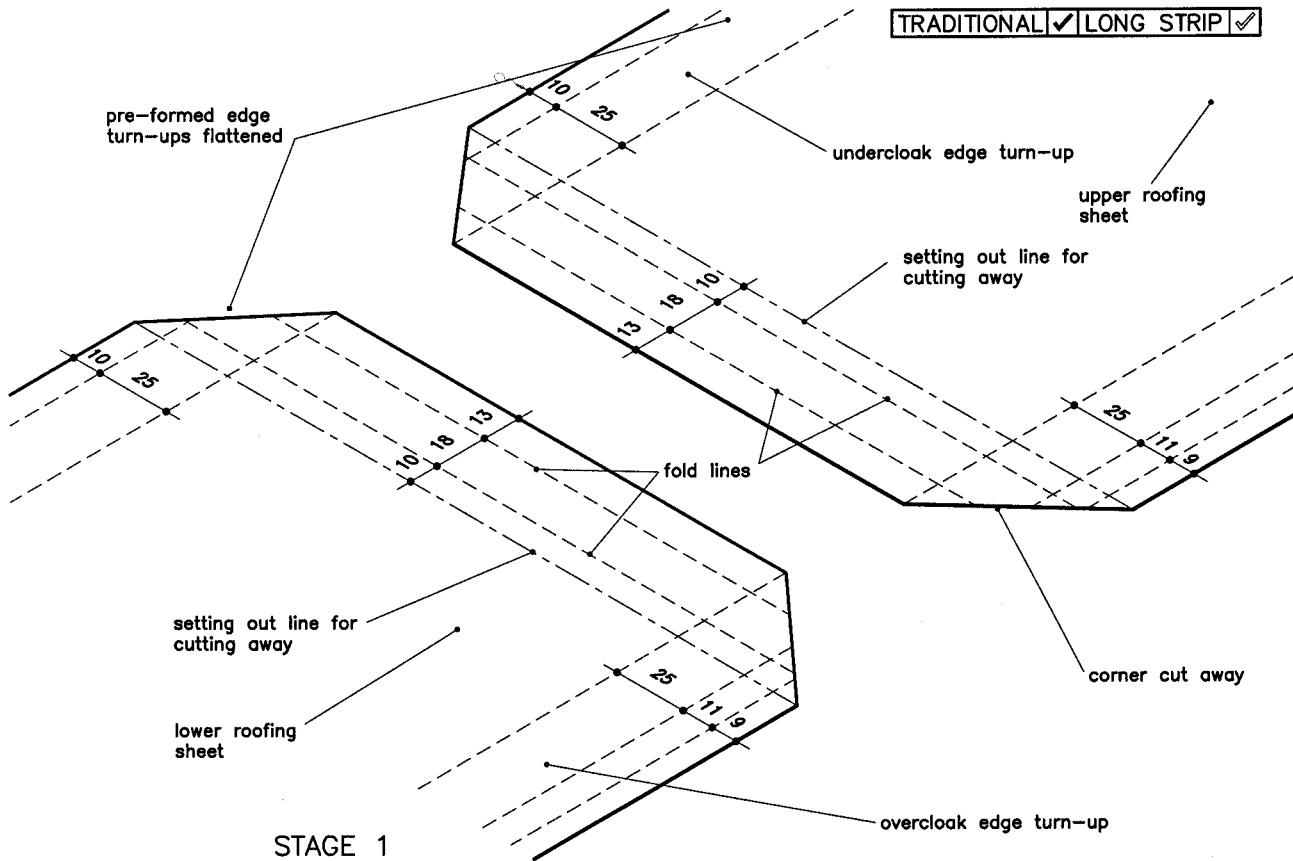 TRADITIONAL ✓ LONG STRIP ✓
10
25
pre-formed edge
turn-ups flattened
undercloak edge turn-up
upper roofing
sheet
setting out line for
cutting away
10
18
13
10
25
25
11
9
13
18
10
fold lines
setting out line for
cutting away
25
11
9
corner cut away
lower roofing
sheet
overcloak edge turn-up
STAGE 1